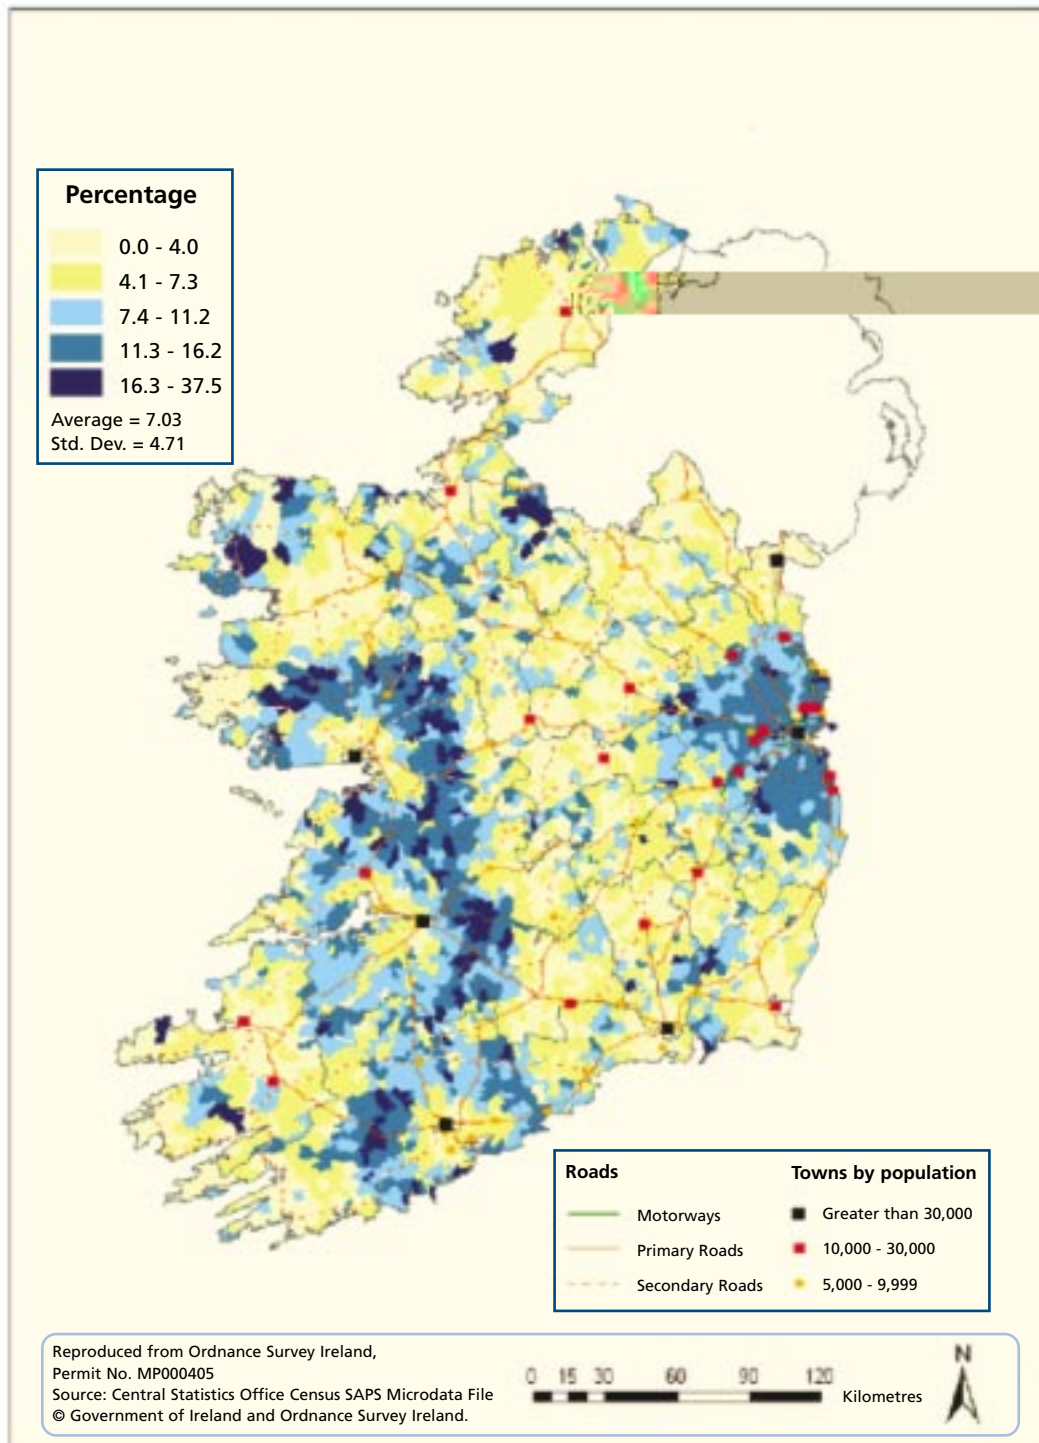 Percentage
0.0 - 4.0
4.1 - 7.3
7.4 - 11.2
11.3 - 16.2
16.3 - 37.5
Average = 7.03
Std. Dev. = 4.71
Roads
Motorways
Primary Roads
Secondary Roads
Towns by population
Greater than 30,000
10,000 - 30,000
5,000 - 9,999
Reproduced from Ordnance Survey Ireland,
Permit No. MP000405
Source: Central Statistics Office Census SAPS Microdata File
© Government of Ireland and Ordnance Survey Ireland.
0 15 30 60 90 120
Kilometres
N